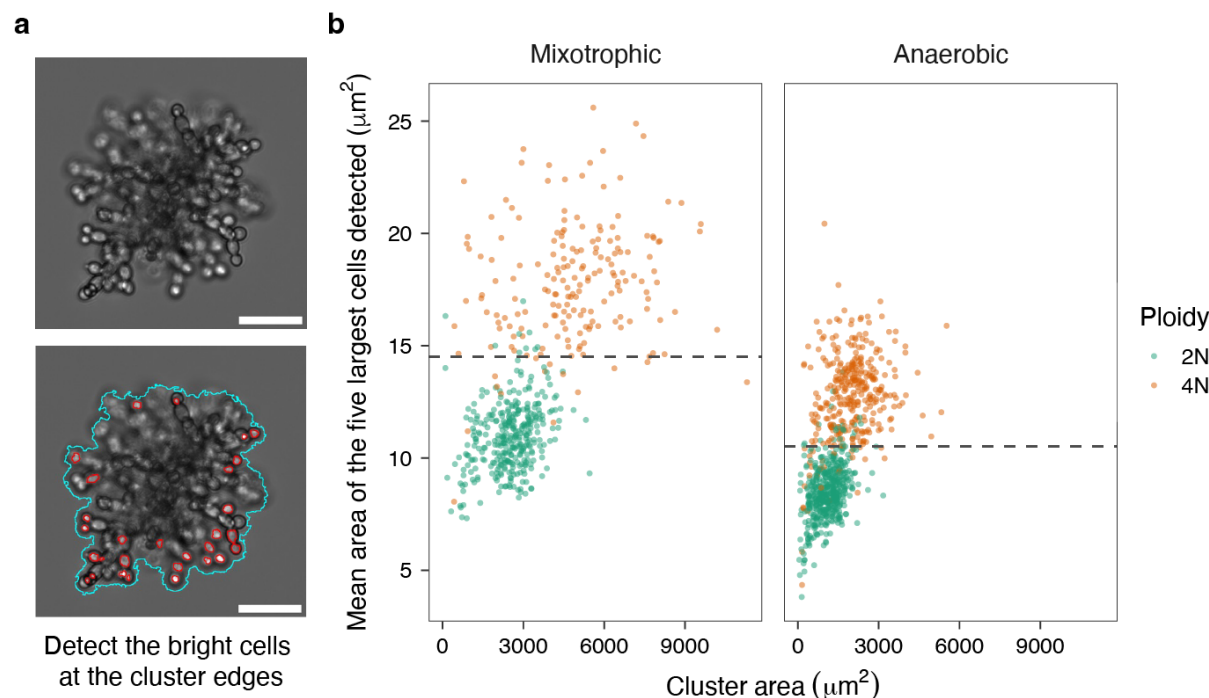 a
Detect the bright cells
at the cluster edges
b
Mixotrophic
Anaerobic
Mean area of the five largest cells detected (μm²)
25
20
15
10
5
0
3000
6000
9000
0
3000
6000
9000
Cluster area (μm²)
Ploidy
2N
4N